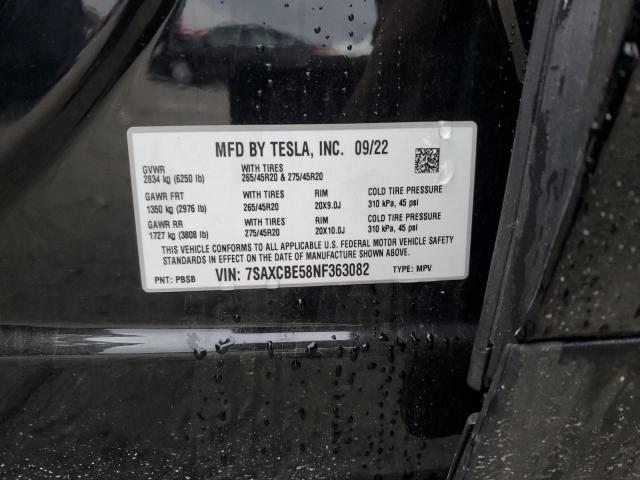 MFD BY TESLA, INC. 09/22
GVWR WITH TIRES
2834 kg (6250 lb) 265/45R20 & 275/45R20
GAWR FRT WITH TIRES RIM COLD TIRE PRESSURE
1350 kg (2976 lb) 265/45R20 20X9.0J 310 kPa, 45 psi
GAWR RR WITH TIRES RIM COLD TIRE PRESSURE
1727 kg (3808 lb) 275/45R20 20X10.0J 310 kPa, 45 psi
THIS VEHICLE CONFORMS TO ALL APPLICABLE U.S. FEDERAL MOTOR VEHICLE SAFETY
STANDARDS IN EFFECT ON THE DATE OF MANUFACTURE SHOWN ABOVE.
PNT: PBSB VIN: 7SAXCBE58NF363082 TYPE: MPV